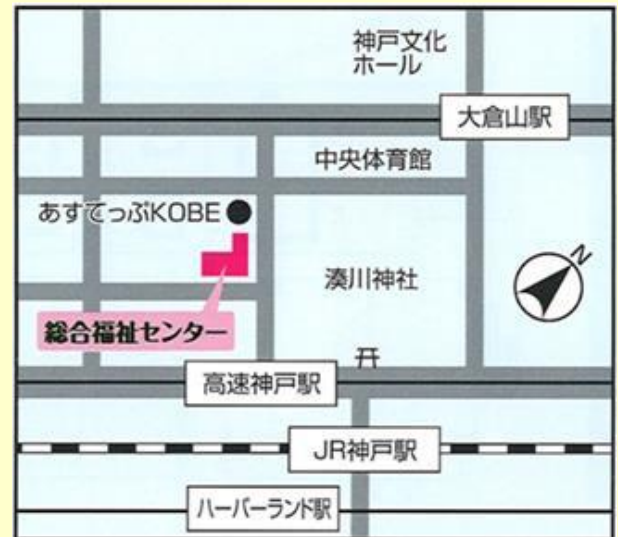 神戸文化
ホール
大倉山駅
中央体育館
あすてっぷKOBE
湊川神社
N
総合福祉センター
高速神戸駅
JR神戸駅
ハーバーランド駅